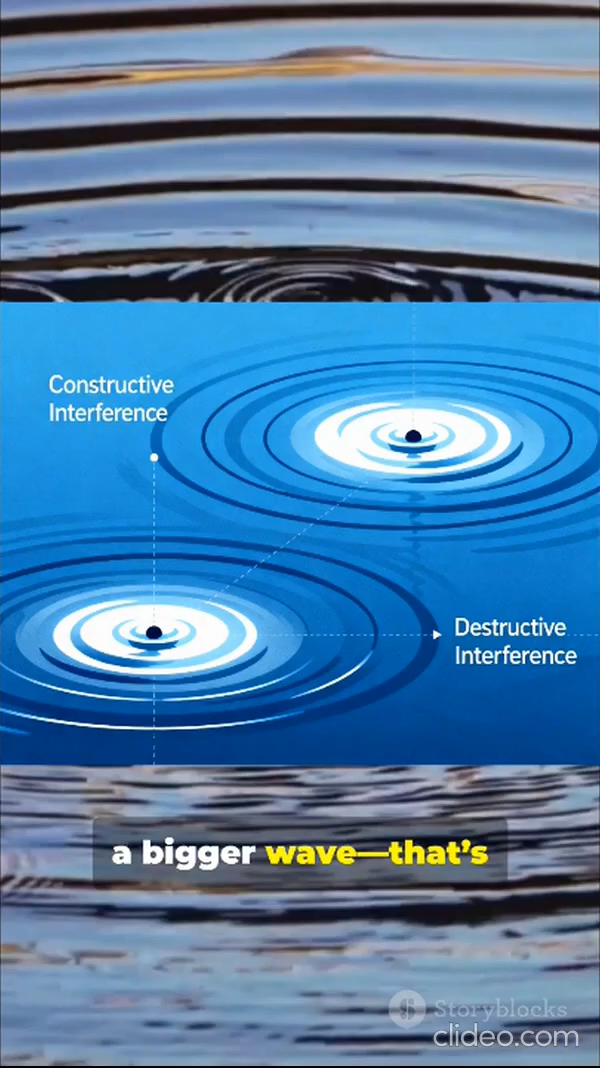 Constructive
Interference
Destructive
Interference
a bigger wave—that's
Storyblocks
clideo.com